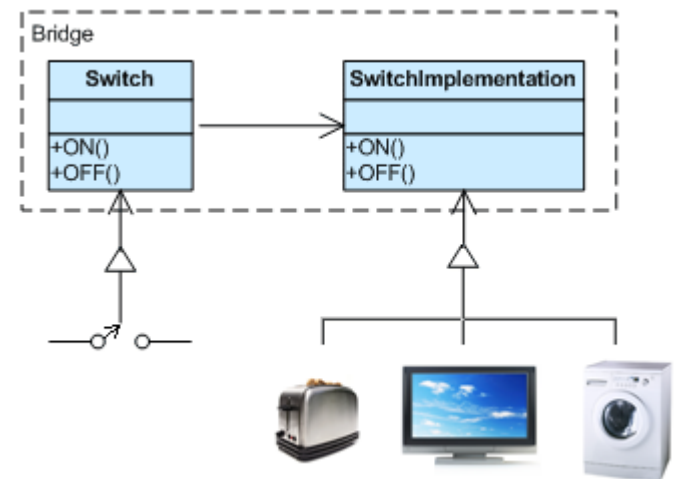 Bridge
Switch
+ON()
+OFF()
SwitchImplementation
+ON()
+OFF()